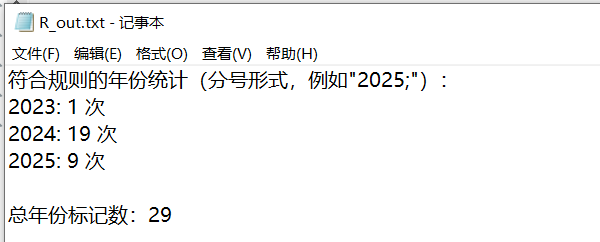 R_out.txt - 记事本
文件(F) 编辑(E) 格式(O) 查看(V) 帮助(H)
符合规则的年份统计（分号形式，例如"2025;"）：
2023: 1 次
2024: 19 次
2025: 9 次
总年份标记数：29